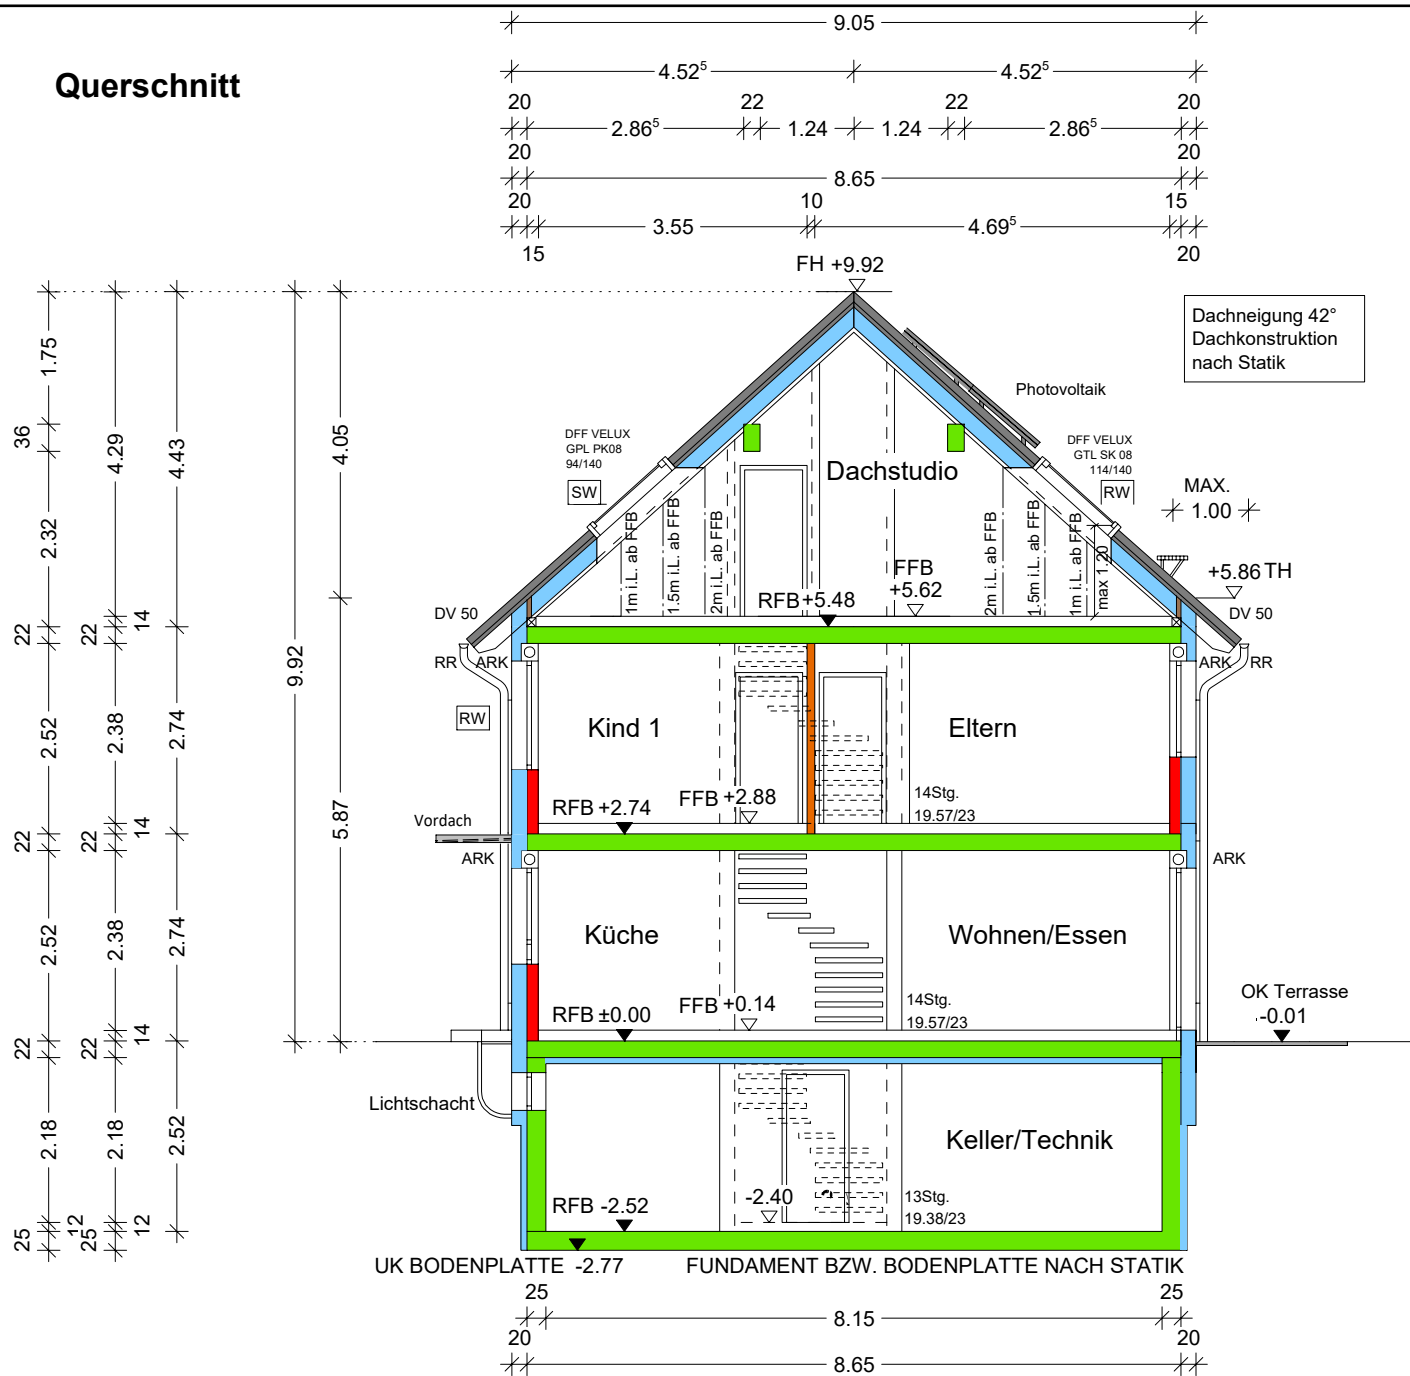 Querschnitt
9.05
4.52⁵ 4.52⁵
20 22 22 20
2.86⁵ 1.24 1.24 2.86⁵
20 20
8.65
20 10 15
3.55 4.69⁵
15 20
FH +9.92
Dachneigung 42°
Dachkonstruktion
nach Statik
Photovoltaik
DFF VELUX
GPL PK08
94/140
SW
DFF VELUX
GTL SK 08
114/140
RW
MAX.
1.00
Dachstudio
1m i.L. ab FFB
1.5m i.L. ab FFB
2m i.L. ab FFB
2m i.L. ab FFB
1.5m i.L. ab FFB
1m i.L. ab FFB
max 1.20
FFB
+5.62
RFB +5.48
+5.86 TH
DV 50
DV 50
RR ARK
ARK RR
RW
Kind 1
Eltern
14Stg.
19.57/23
RFB +2.74
FFB +2.88
Vordach
ARK
ARK
Küche
Wohnen/Essen
14Stg.
19.57/23
RFB ±0.00
FFB +0.14
OK Terrasse
-0.01
Lichtschacht
Keller/Technik
13Stg.
19.38/23
RFB -2.52
-2.40
UK BODENPLATTE -2.77
FUNDAMENT BZW. BODENPLATTE NACH STATIK
25 25
8.15
20 20
8.65
1.75
36
2.32
22
2.52
22
2.52
22
2.18
12
25
4.29
14
22
2.38
14
22
2.38
14
22
2.18
12
25
4.43
2.74
2.74
2.52
9.92
4.05
5.87